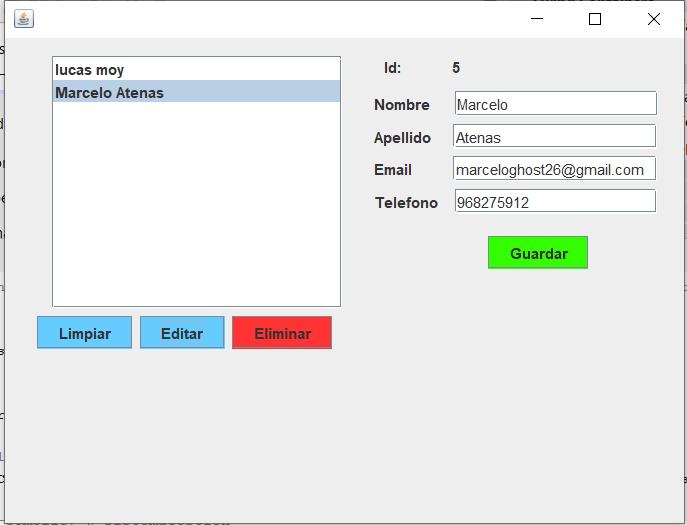 lucas moy
Marcelo Atenas
Id: 5
Nombre Marcelo
Apellido Atenas
Email marceloghost26@gmail.com
Telefono 968275912
Guardar
Limpiar Editar Eliminar